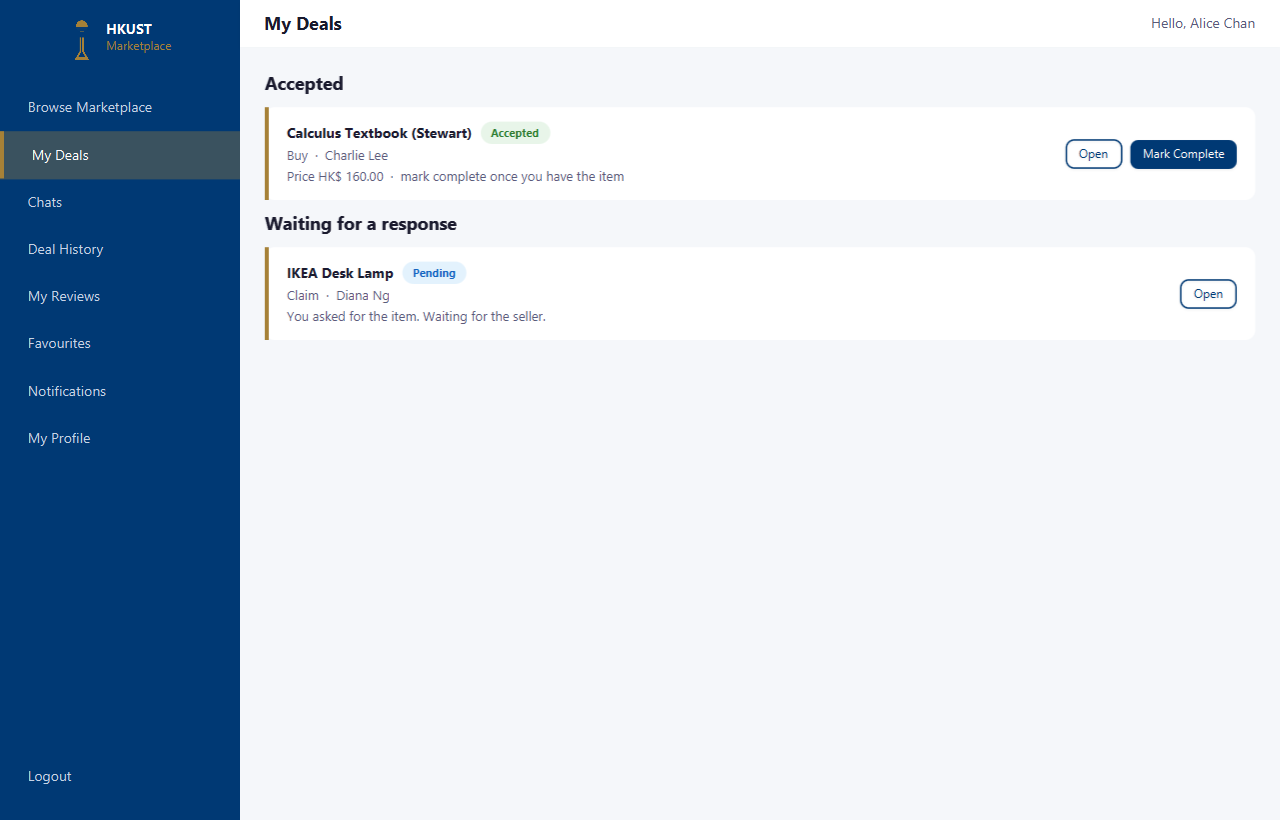 HKUST
Marketplace
Browse Marketplace
My Deals
Chats
Deal History
My Reviews
Favourites
Notifications
My Profile
Logout
My Deals
Hello, Alice Chan
Accepted
Calculus Textbook (Stewart) Accepted
Buy · Charlie Lee
Price HK$ 160.00 · mark complete once you have the item
Open Mark Complete
Waiting for a response
IKEA Desk Lamp Pending
Claim · Diana Ng
You asked for the item. Waiting for the seller.
Open